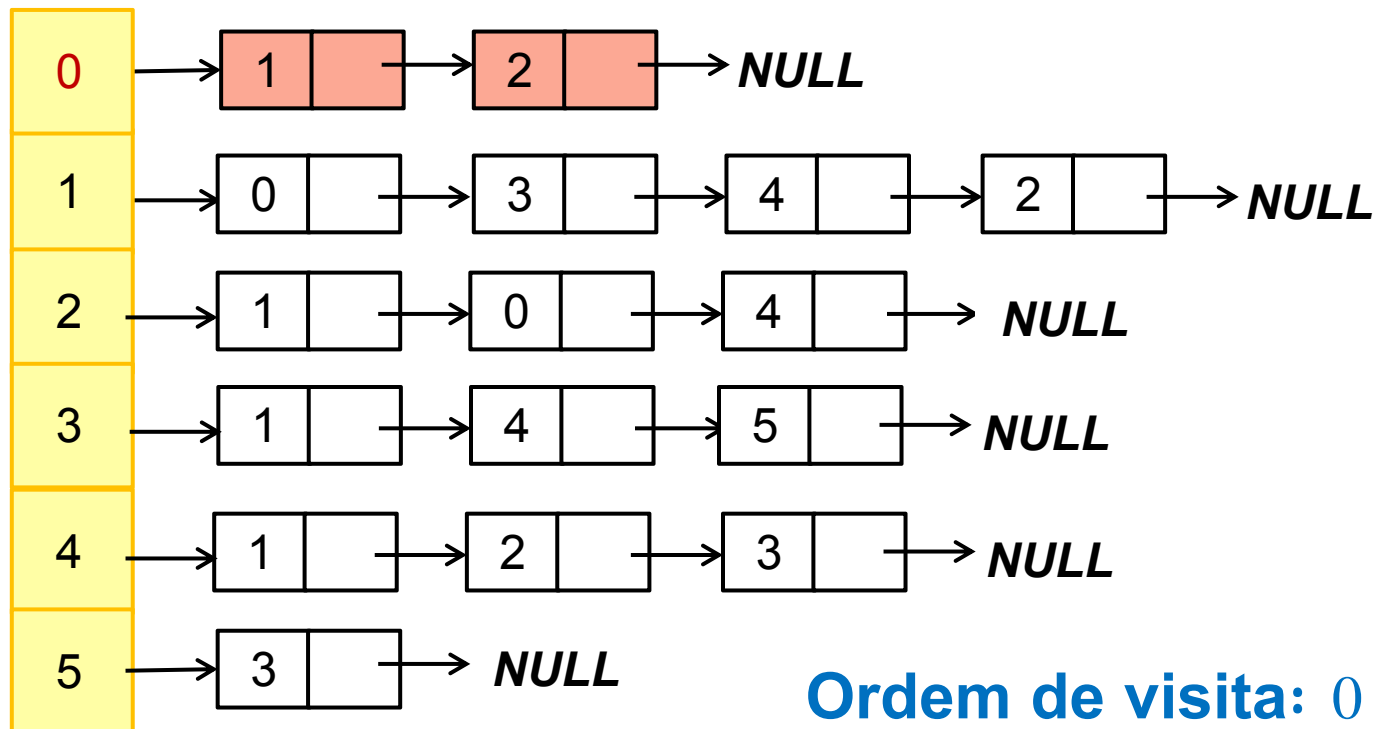 0 1 2 NULL
1 0 3 4 2 NULL
2 1 0 4 NULL
3 1 4 5 NULL
4 1 2 3 NULL
5 3 NULL
Ordem de visita: 0